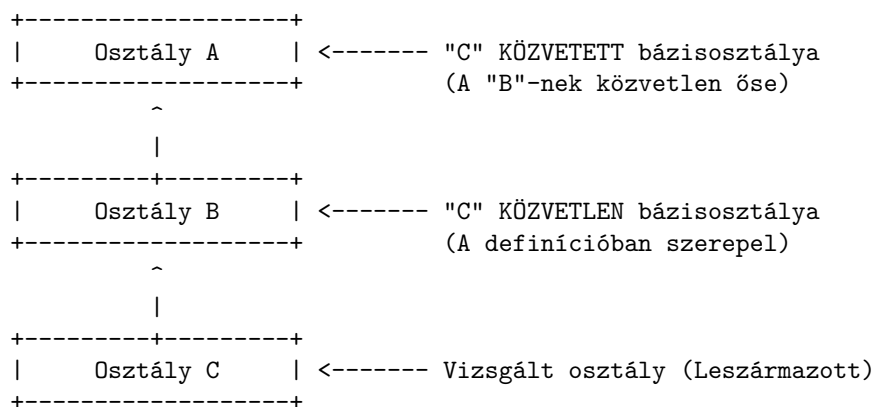 +-------------------+
|     Osztály A     | <------- "C" KÖZVETETT bázisosztálya
+-------------------+          (A "B"-nek közvetlen őse)
          ^
          |
+---------+---------+
|     Osztály B     | <------- "C" KÖZVETLEN bázisosztálya
+-------------------+          (A definícióban szerepel)
          ^
          |
+---------+---------+
|     Osztály C     | <------- Vizsgált osztály (Leszármazott)
+-------------------+